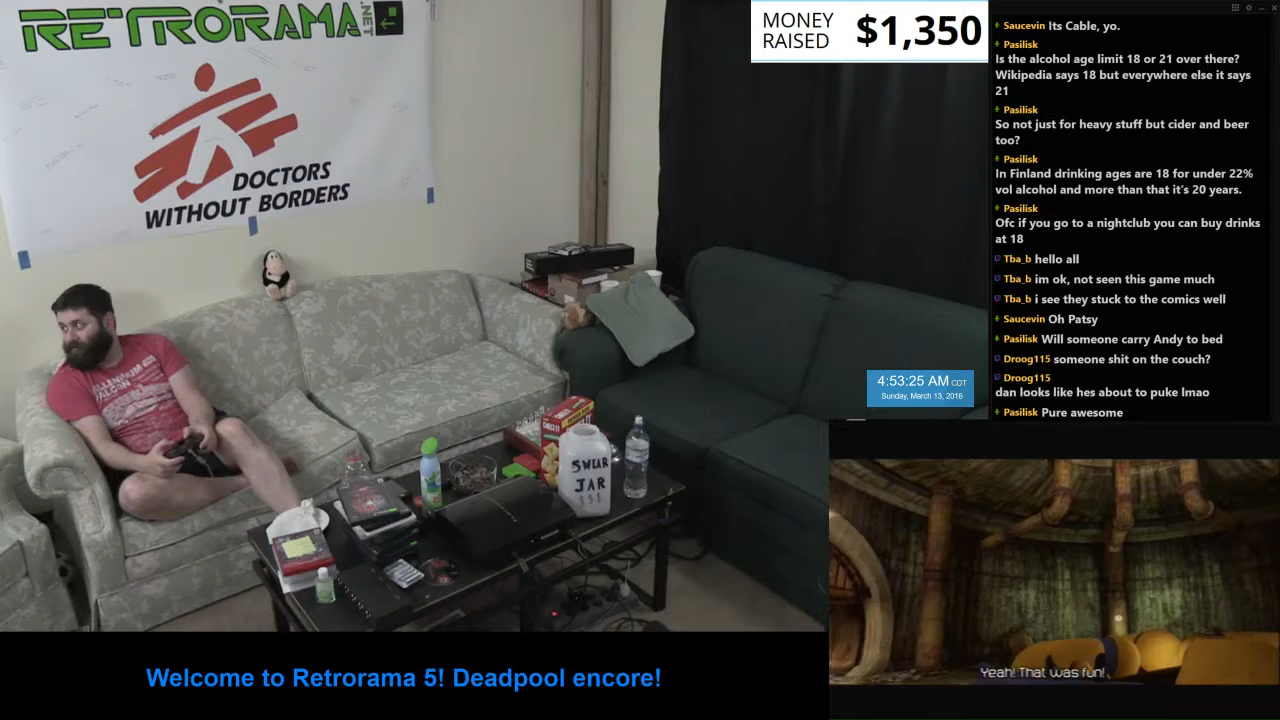 RETRORAMA
.NET
DOCTORS
WITHOUT BORDERS
MONEY
RAISED
$1,350
Saucevin Its Cable, yo.
Pasilisk
Is the alcohol age limit 18 or 21 over there?
Wikipedia says 18 but everywhere else it says
21
Pasilisk
So not just for heavy stuff but cider and beer
too?
Pasilisk
In Finland drinking ages are 18 for under 22%
vol alcohol and more than that it's 20 years.
Pasilisk
Ofc if you go to a nightclub you can buy drinks
at 18
Tba_b hello all
Tba_b im ok, not seen this game much
Tba_b i see they stuck to the comics well
Saucevin Oh Patsy
Pasilisk Will someone carry Andy to bed
Droog115 someone shit on the couch?
Droog115
dan looks like hes about to puke lmao
Pasilisk Pure awesome
4:53:25 AM CDT
Sunday, March 13, 2016
MILLENNIUM
FALCON
SWEAR
JAR
$$$
Yeah! That was fun!
Welcome to Retrorama 5! Deadpool encore!